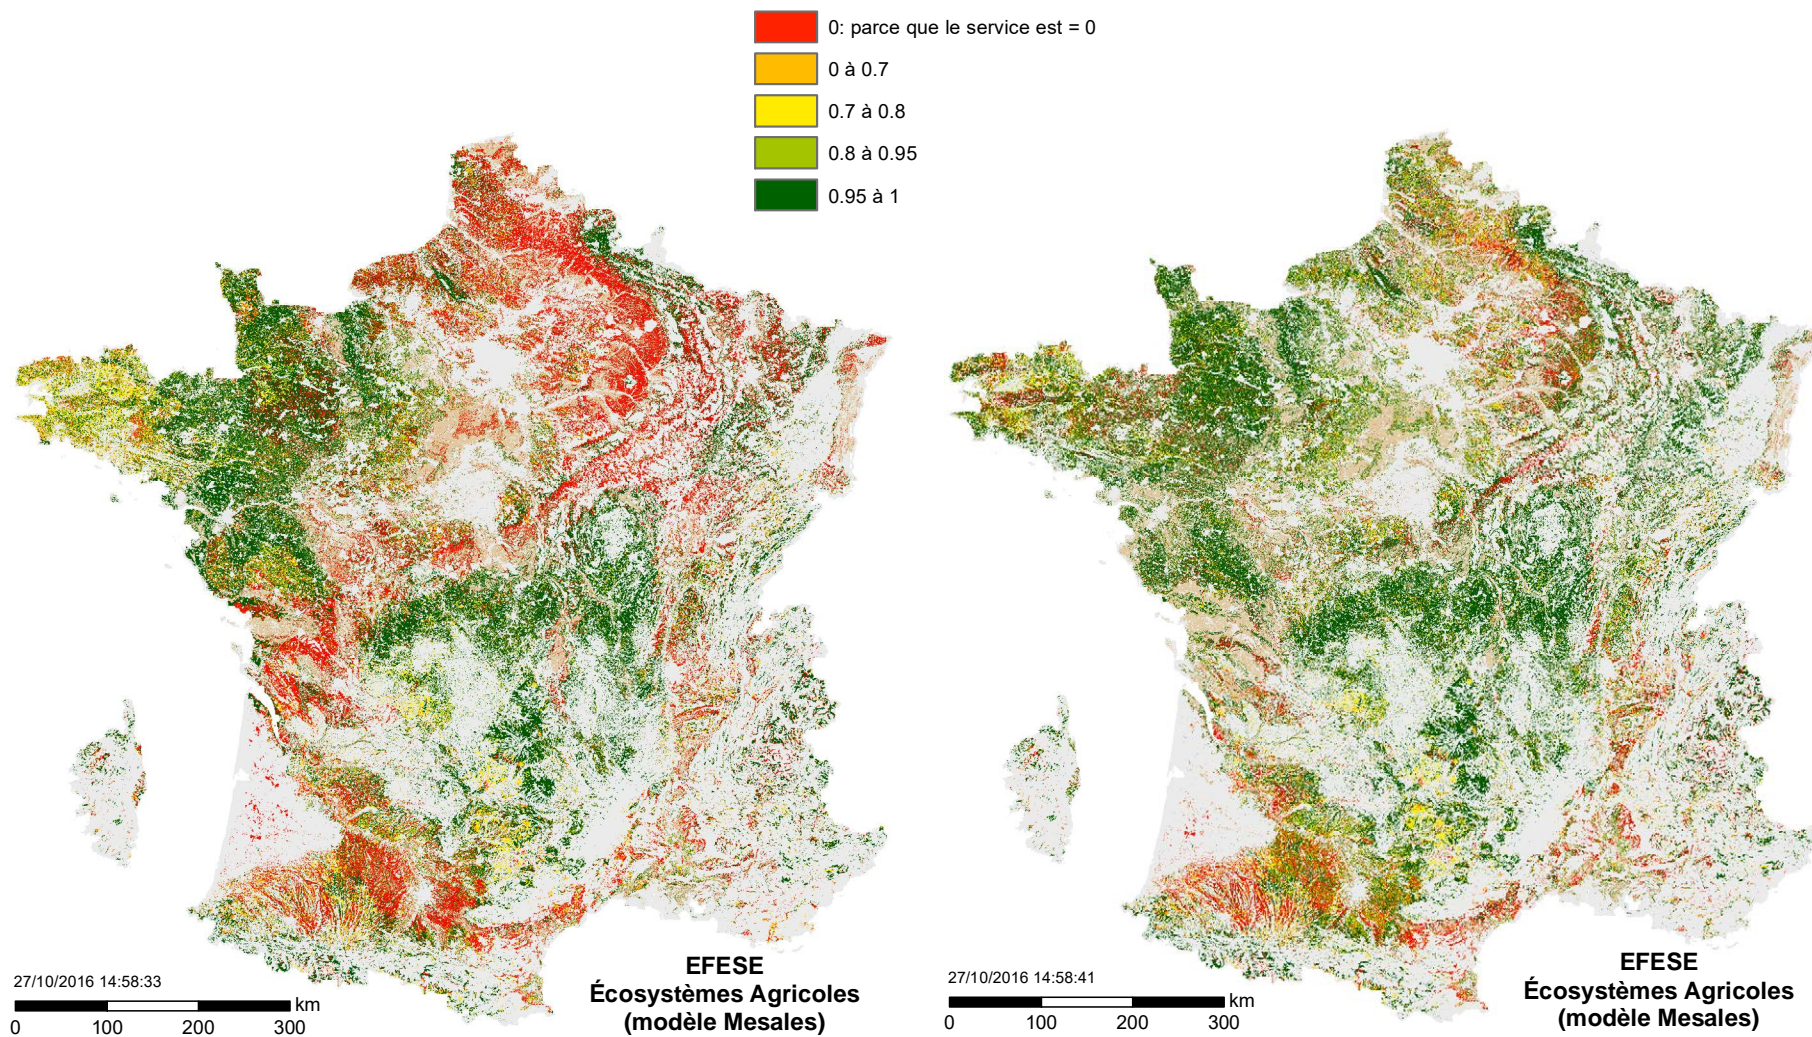 0: parce que le service est = 0
0 à 0.7
0.7 à 0.8
0.8 à 0.95
0.95 à 1
27/10/2016 14:58:33
km
0 100 200 300
EFESE
Écosystèmes Agricoles
(modèle Mesales)
27/10/2016 14:58:41
km
0 100 200 300
EFESE
Écosystèmes Agricoles
(modèle Mesales)